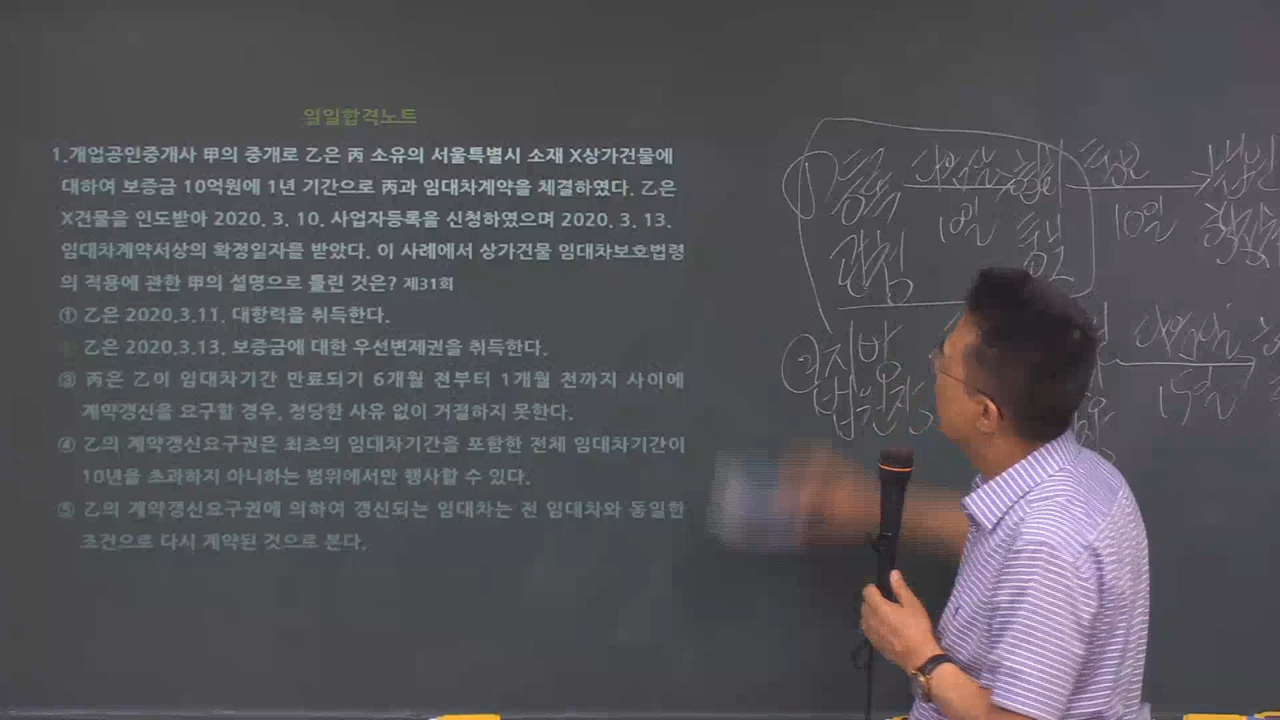 일일합격노트
1.개업공인중개사 甲의 중개로 乙은 丙 소유의 서울특별시 소재 X상가건물에
대하여 보증금 10억원에 1년 기간으로 丙과 임대차계약을 체결하였다. 乙은
X건물을 인도받아 2020. 3. 10. 사업자등록을 신청하였으며 2020. 3. 13.
임대차계약서상의 확정일자를 받았다. 이 사례에서 상가건물 임대차보호법령
의 적용에 관한 甲의 설명으로 틀린 것은? 제31회
① 乙은 2020.3.11. 대항력을 취득한다.
乙은 2020.3.13. 보증금에 대한 우선변제권을 취득한다.
③ 丙은 乙이 임대차기간 만료되기 6개월 전부터 1개월 전까지 사이에
계약갱신을 요구할 경우, 정당한 사유 없이 거절하지 못한다.
④ 乙의 계약갱신요구권은 최초의 임대차기간을 포함한 전체 임대차기간이
10년을 초과하지 아니하는 범위에서만 행사할 수 있다.
⑤ 乙의 계약갱신요구권에 의하여 갱신되는 임대차는 전 임대차와 동일한
조건으로 다시 계약된 것으로 본다.
① 등록 통보 법인
관청 10일 10일
② 지방
법원장 1주일